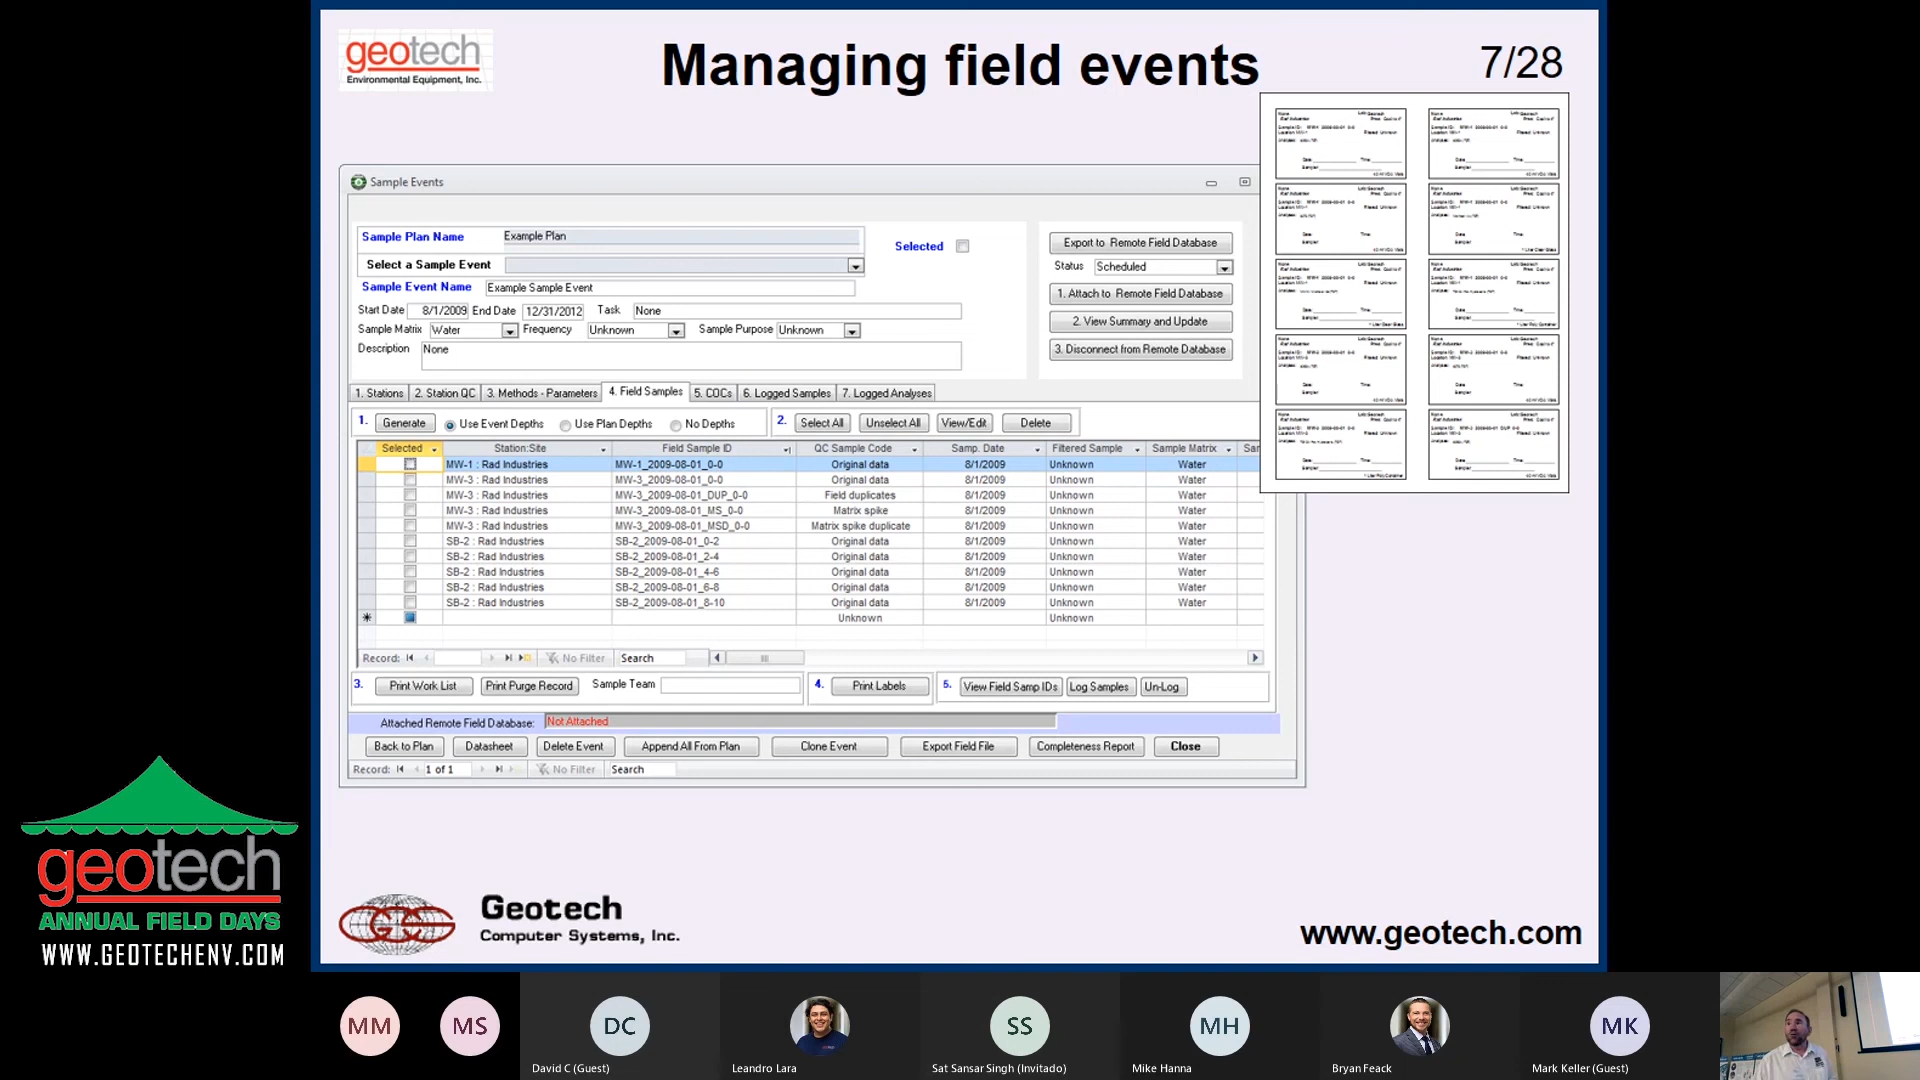 geotech
Environmental Equipment, Inc.
Managing field events
7/28
Sample Events
Sample Plan Name Example Plan
Selected
Export to Remote Field Database
Select a Sample Event
Status Scheduled
Sample Event Name Example Sample Event
1. Attach to Remote Field Database
Start Date 8/1/2009 End Date 12/31/2012 Task None
2. View Summary and Update
Sample Matrix Water Frequency Unknown Sample Purpose Unknown
Description None
3. Disconnect from Remote Database
1. Stations 2. Station QC 3. Methods - Parameters 4. Field Samples 5. COCs 6. Logged Samples 7. Logged Analyses
1. Generate Use Event Depths Use Plan Depths No Depths 2. Select All Unselect All View/Edit Delete
Selected Station:Site Field Sample ID QC Sample Code Samp. Date Filtered Sample Sample Matrix Sar
MW-1 : Rad Industries MW-1_2009-08-01_0-0 Original data 8/1/2009 Unknown Water
MW-3 : Rad Industries MW-3_2009-08-01_0-0 Original data 8/1/2009 Unknown Water
MW-3 : Rad Industries MW-3_2009-08-01_DUP_0-0 Field duplicates 8/1/2009 Unknown Water
MW-3 : Rad Industries MW-3_2009-08-01_MS_0-0 Matrix spike 8/1/2009 Unknown Water
MW-3 : Rad Industries MW-3_2009-08-01_MSD_0-0 Matrix spike duplicate 8/1/2009 Unknown Water
SB-2 : Rad Industries SB-2_2009-08-01_0-2 Original data 8/1/2009 Unknown Water
SB-2 : Rad Industries SB-2_2009-08-01_2-4 Original data 8/1/2009 Unknown Water
SB-2 : Rad Industries SB-2_2009-08-01_4-6 Original data 8/1/2009 Unknown Water
SB-2 : Rad Industries SB-2_2009-08-01_6-8 Original data 8/1/2009 Unknown Water
SB-2 : Rad Industries SB-2_2009-08-01_8-10 Original data 8/1/2009 Unknown Water
Unknown Unknown
Record: No Filter Search
3. Print Work List Print Purge Record Sample Team 4. Print Labels 5. View Field Samp IDs Log Samples Un-Log
Attached Remote Field Database: Not Attached
Back to Plan Datasheet Delete Event Append All From Plan Clone Event Export Field File Completeness Report Close
Record: 1 of 1 No Filter Search
geotech
ANNUAL FIELD DAYS
WWW.GEOTECHENV.COM
GCS
Geotech
Computer Systems, Inc.
www.geotech.com
MM
MS
DC
SS
MH
MK
David C (Guest)
Leandro Lara
Sat Sansar Singh (Invitado)
Mike Hanna
Bryan Feack
Mark Keller (Guest)